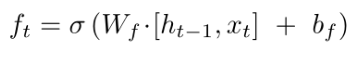 f_t = σ (W_f · [h_{t−1}, x_t] + b_f)